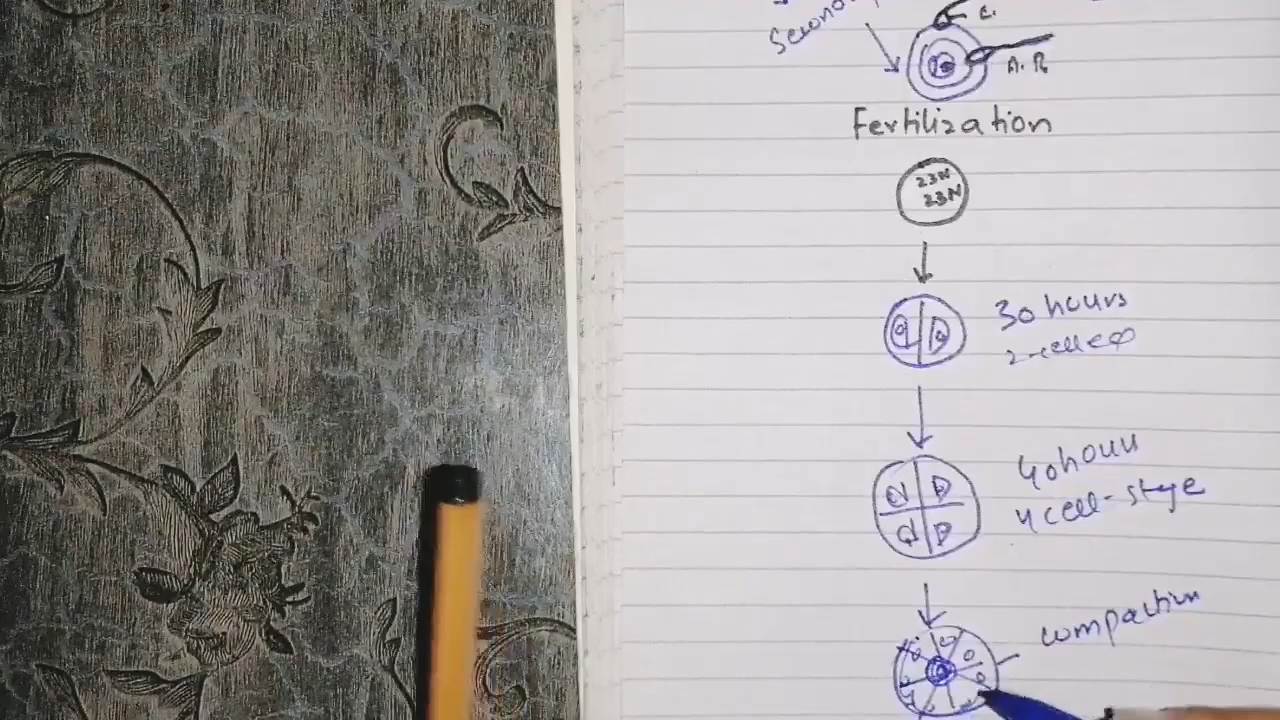 C.
A.R.
Fertilization
23N
23N
30 hours
40 hours
4 cell-stage
compaction